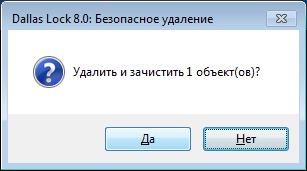 Dallas Lock 8.0: Безопасное удаление
Удалить и зачистить 1 объект(ов)?
Да
Нет